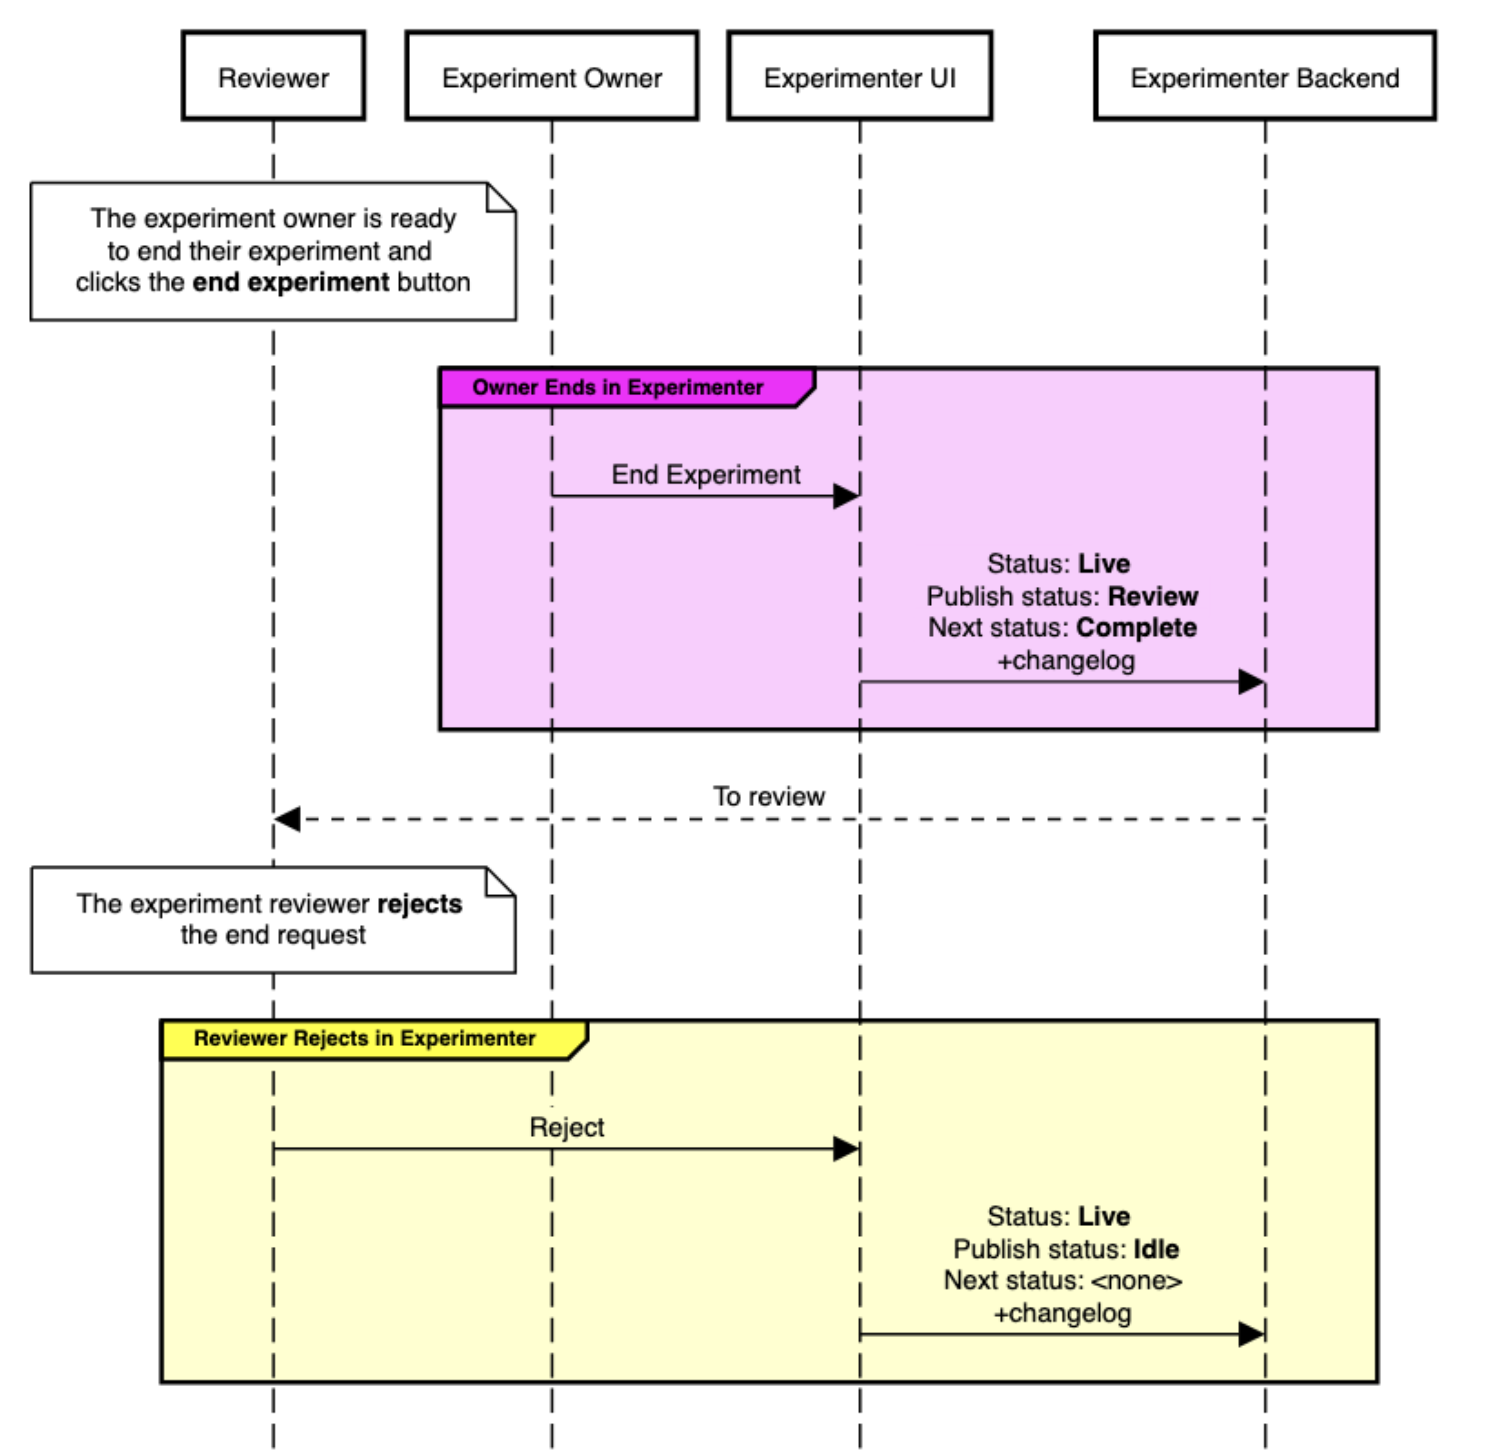 Reviewer
Experiment Owner
Experimenter UI
Experimenter Backend
The experiment owner is ready
to end their experiment and
clicks the end experiment button
Owner Ends in Experimenter
End Experiment
Status: Live
Publish status: Review
Next status: Complete
+changelog
To review
The experiment reviewer rejects
the end request
Reviewer Rejects in Experimenter
Reject
Status: Live
Publish status: Idle
Next status: <none>
+changelog